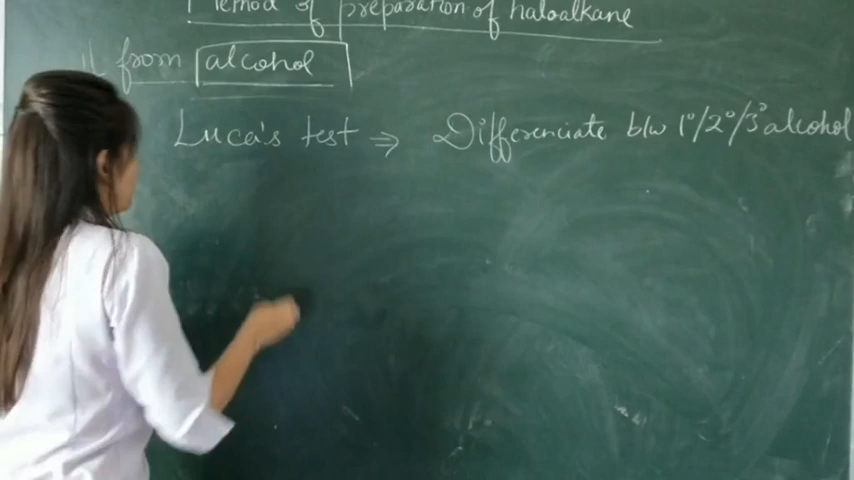 Method of preparation of haloalkane
1| from alcohol
Luca's test ⇒ Differenciate b/w 1°/2°/3° alcohol